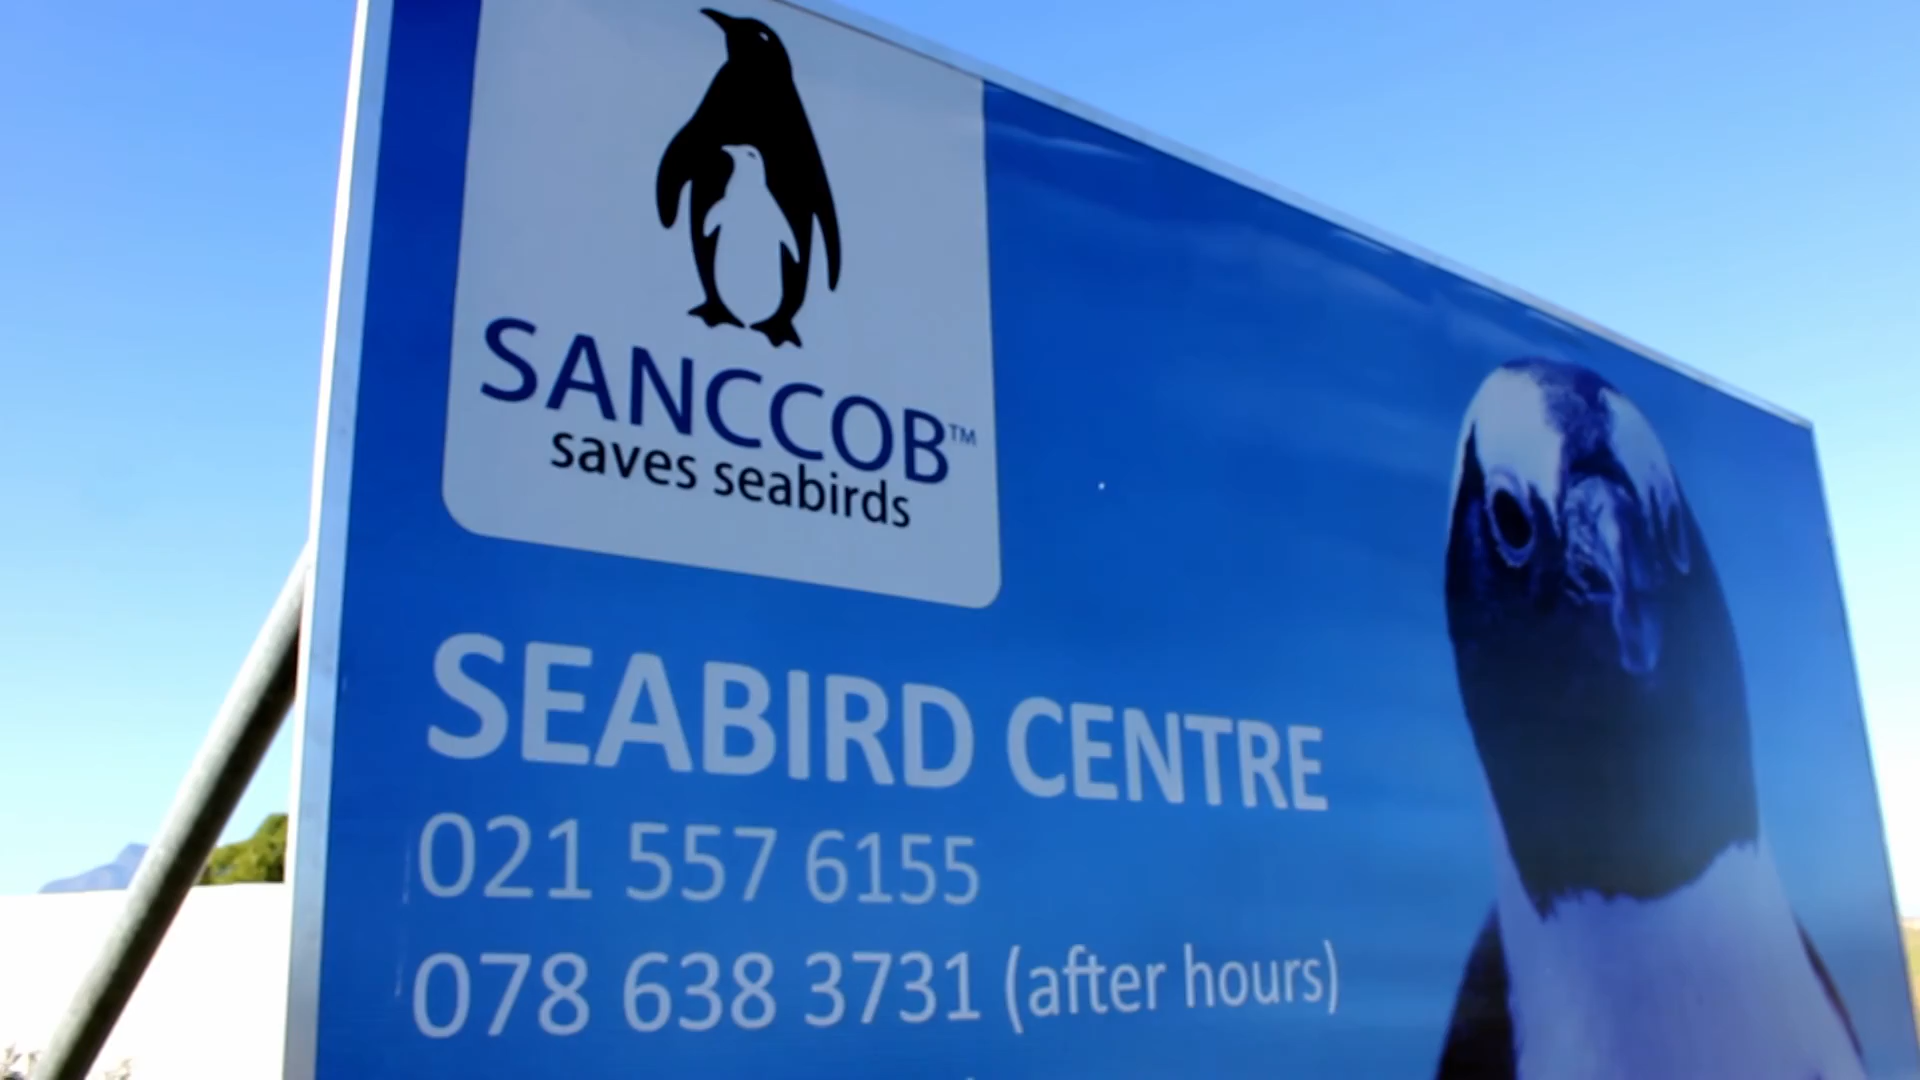 SANCCOB™
saves seabirds
SEABIRD CENTRE
021 557 6155
078 638 3731 (after hours)